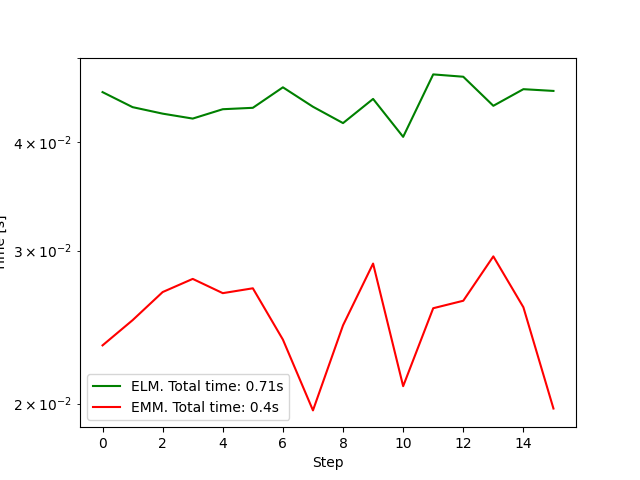 4 × 10⁻²
3 × 10⁻²
2 × 10⁻²
[s]
ELM. Total time: 0.71s
EMM. Total time: 0.4s
0 2 4 6 8 10 12 14
Step